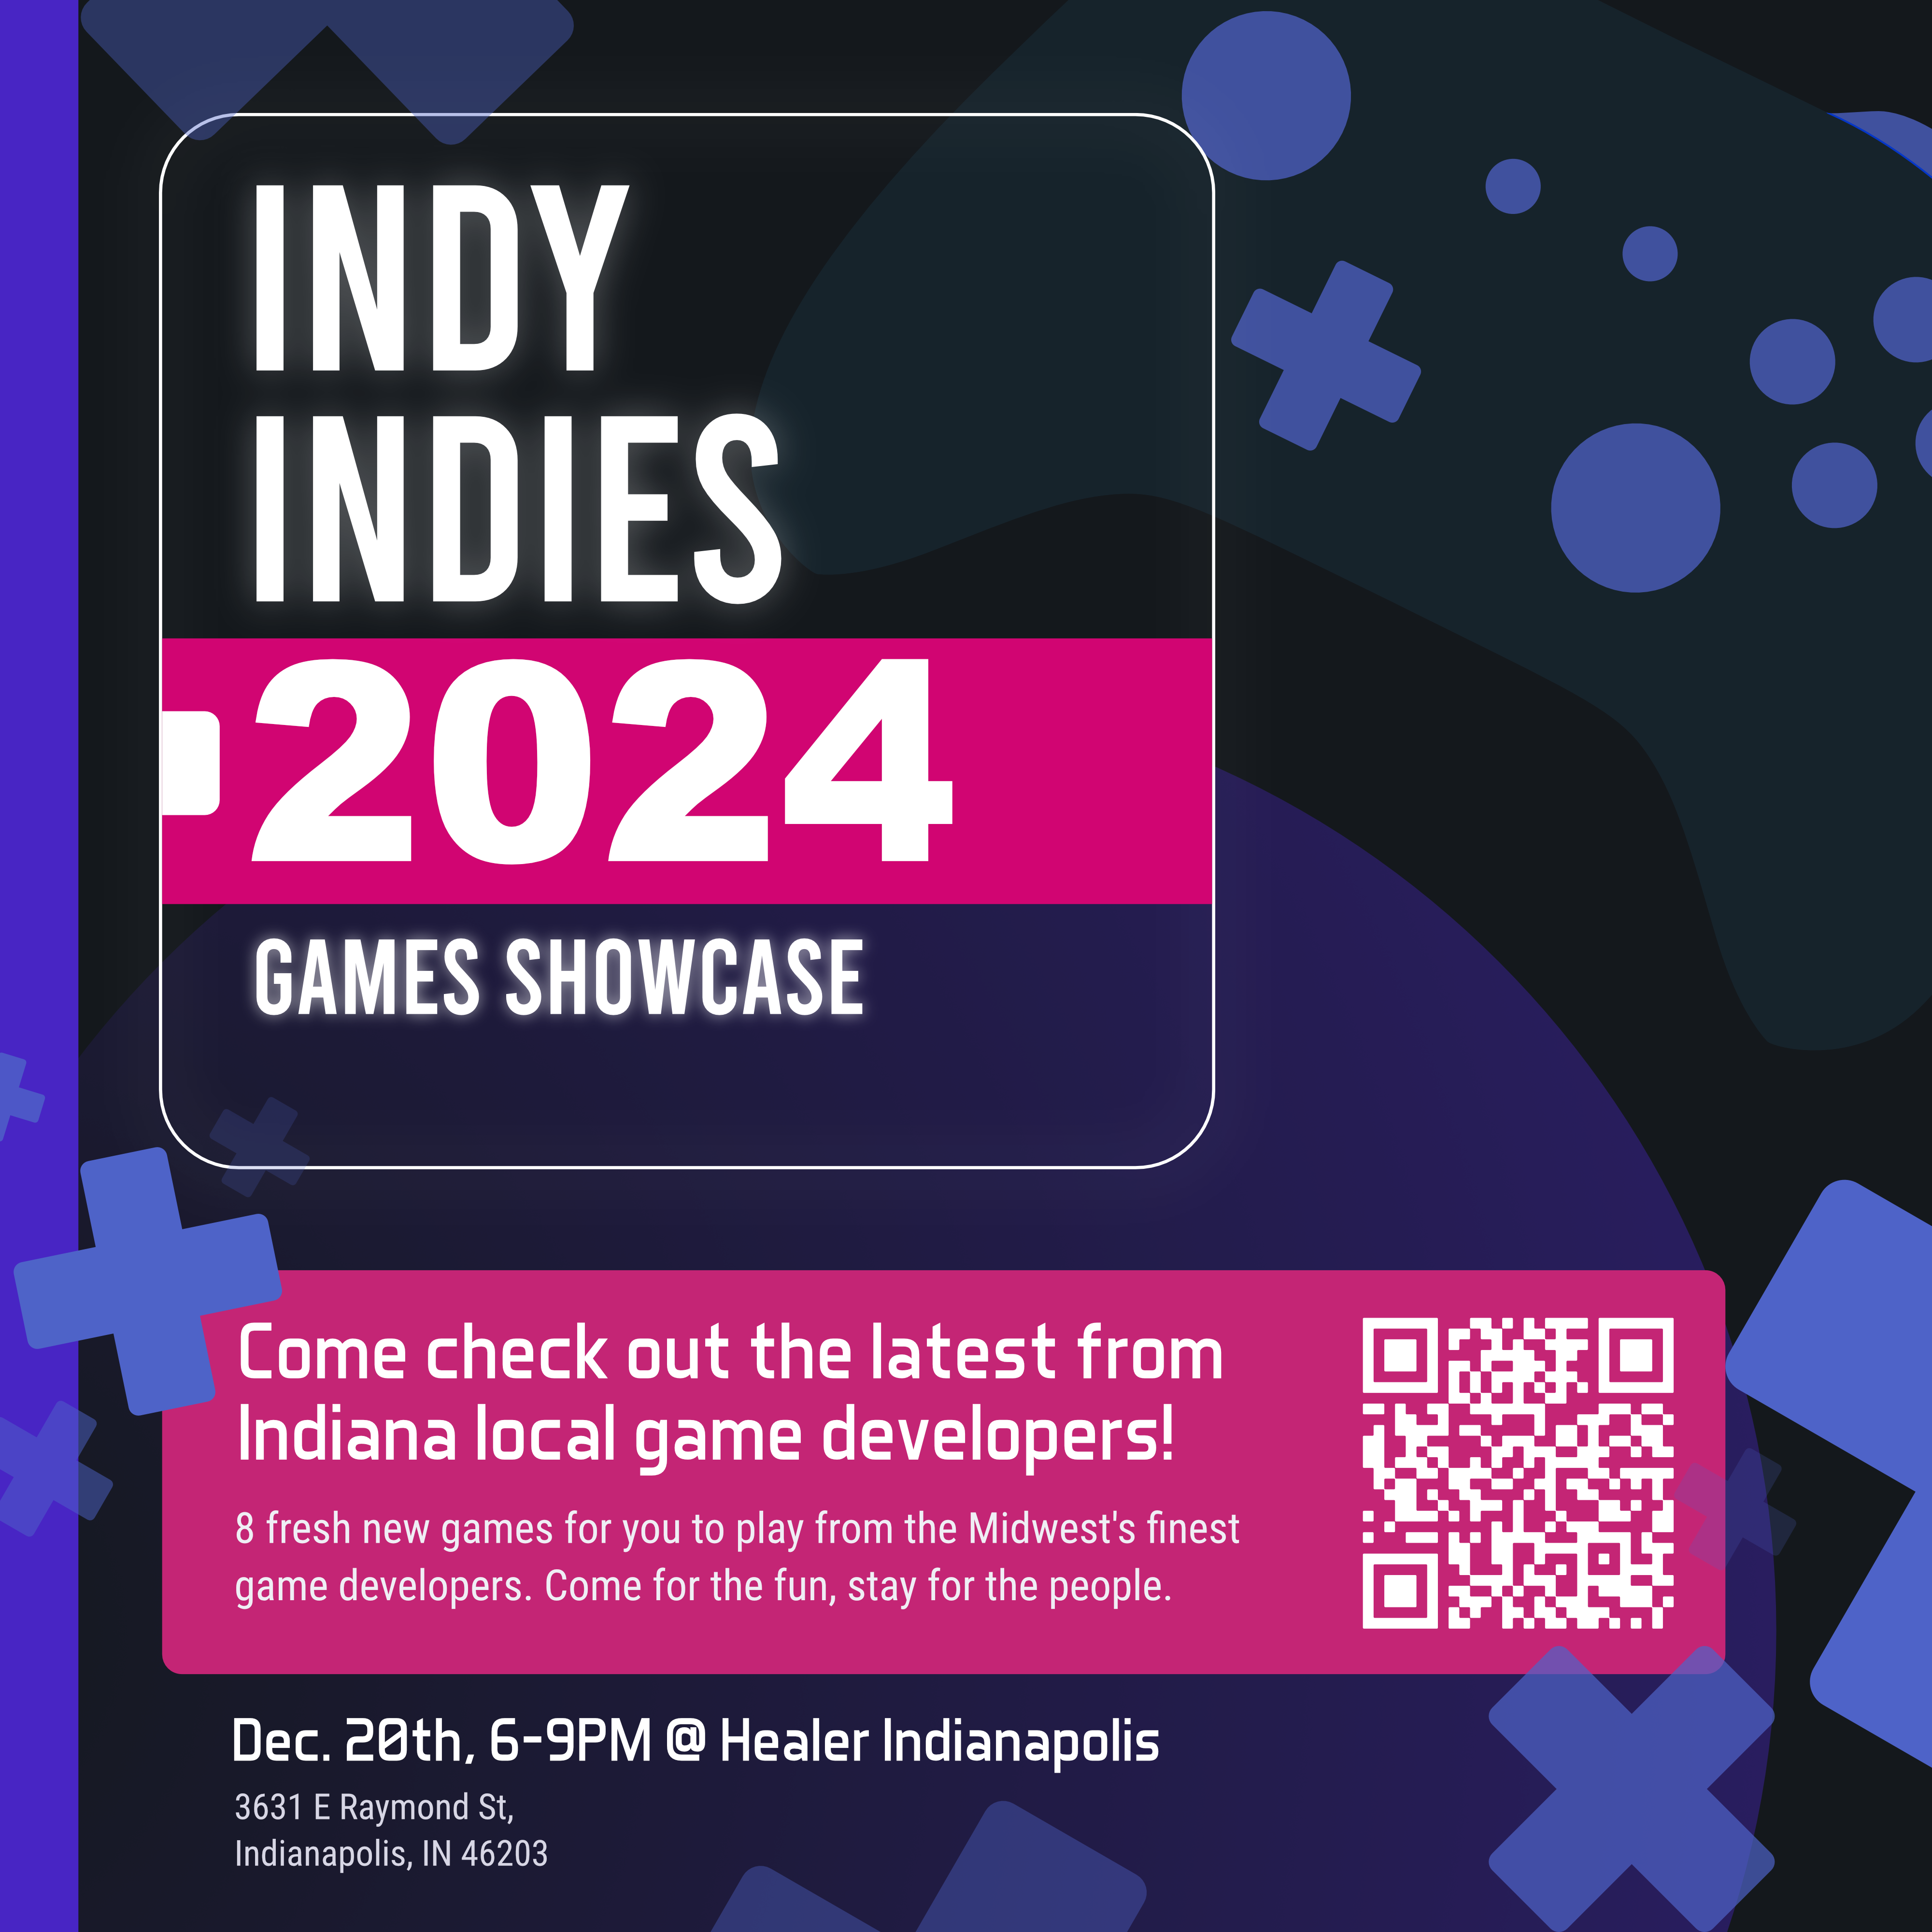 INDY
INDIES
2024
GAMES SHOWCASE
Come check out the latest from
Indiana local game developers!
8 fresh new games for you to play from the Midwest's finest
game developers. Come for the fun, stay for the people.
Dec. 20th, 6-9PM @ Healer Indianapolis
3631 E Raymond St,
Indianapolis, IN 46203